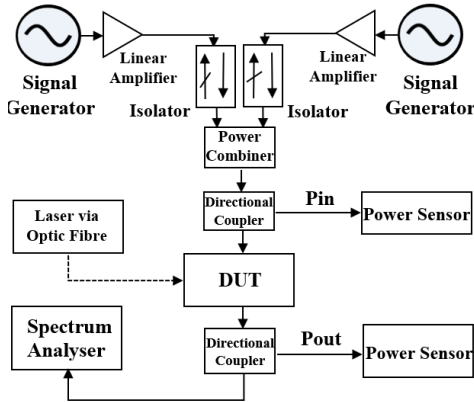 Signal
Generator
Linear
Amplifier
Isolator
Isolator
Linear
Amplifier
Signal
Generator
Power
Combiner
Directional
Coupler
Pin
Power Sensor
Laser via
Optic Fibre
DUT
Spectrum
Analyser
Directional
Coupler
Pout
Power Sensor